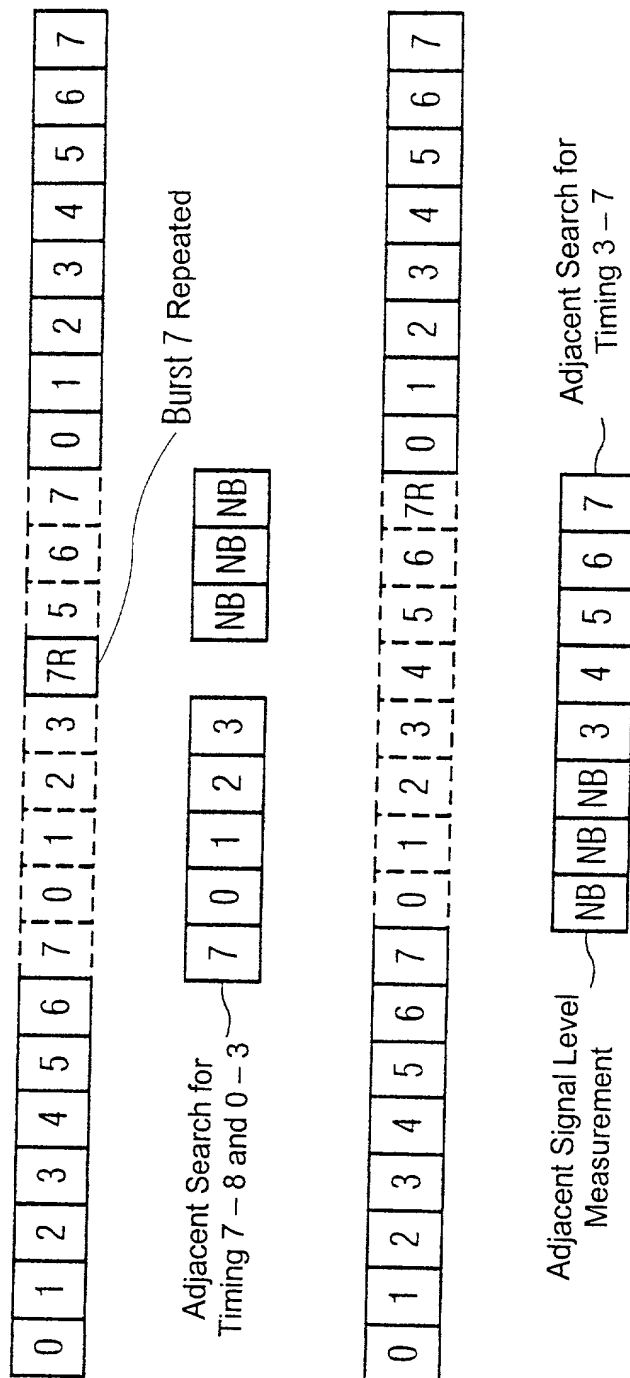 0 1 2 3 4 5 6 7 0 1 2 3 7R 5 6 7 0 1 2 3 4 5 6 7
Burst 7 Repeated
7 0 1 2 3 NB NB NB
Adjacent Search for
Timing 7 – 8 and 0 – 3
0 1 2 3 4 5 6 7 0 1 2 3 4 5 6 7R 0 1 2 3 4 5 6 7
NB NB NB 3 4 5 6 7
Adjacent Signal Level
Measurement
Adjacent Search for
Timing 3 – 7